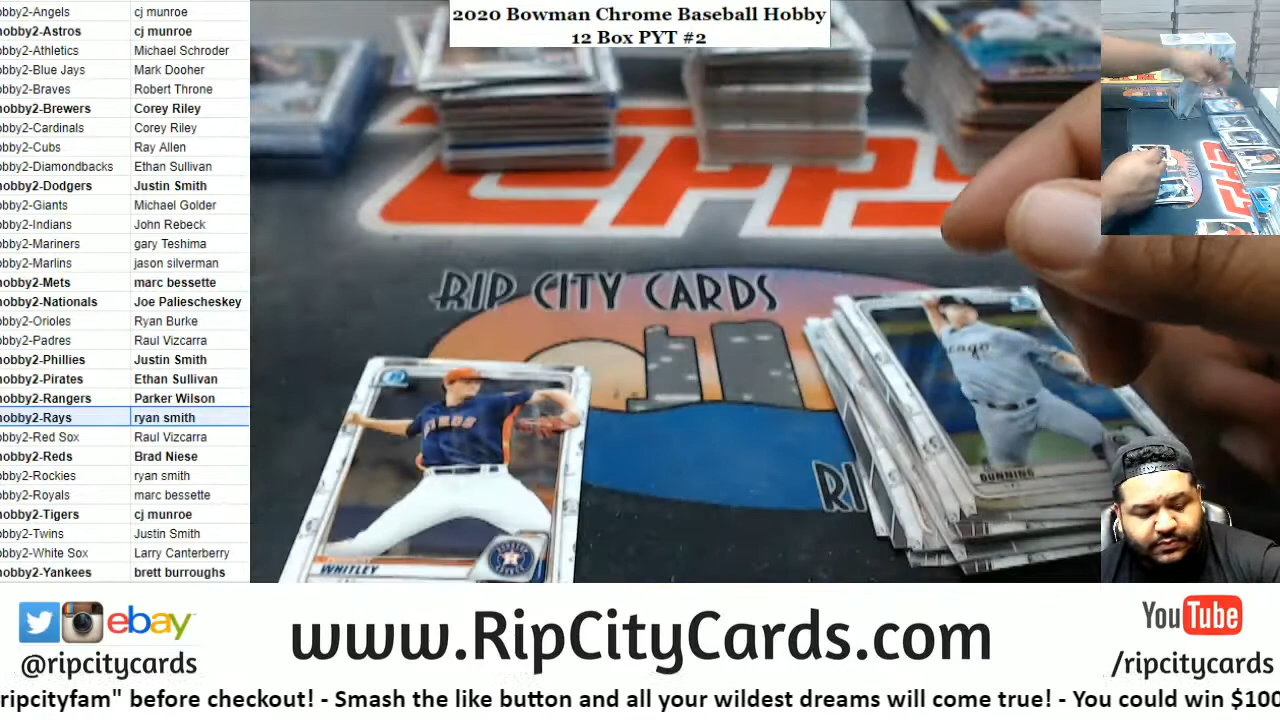 2020 Bowman Chrome Baseball Hobby
12 Box PYT #2
obby2-Angels cj munroe
hobby2-Astros cj munroe
obby2-Athletics Michael Schroder
obby2-Blue Jays Mark Dooher
obby2-Braves Robert Throne
hobby2-Brewers Corey Riley
obby2-Cardinals Corey Riley
obby2-Cubs Ray Allen
obby2-Diamondbacks Ethan Sullivan
hobby2-Dodgers Justin Smith
obby2-Giants Michael Golder
obby2-Indians John Rebeck
obby2-Mariners gary Teshima
obby2-Marlins jason silverman
hobby2-Mets marc bessette
hobby2-Nationals Joe Paliescheskey
obby2-Orioles Ryan Burke
obby2-Padres Raul Vizcarra
hobby2-Phillies Justin Smith
hobby2-Pirates Ethan Sullivan
hobby2-Rangers Parker Wilson
hobby2-Rays ryan smith
obby2-Red Sox Raul Vizcarra
hobby2-Reds Brad Niese
obby2-Rockies ryan smith
obby2-Royals marc bessette
hobby2-Tigers cj munroe
obby2-Twins Justin Smith
obby2-White Sox Larry Canterberry
hobby2-Yankees brett burroughs
RIP CITY CARDS
RI
DUNNING
WHITLEY
ebay
@ripcitycards
www.RipCityCards.com
YouTube
/ripcitycards
ripcityfam" before checkout! - Smash the like button and all your wildest dreams will come true! - You could win $100